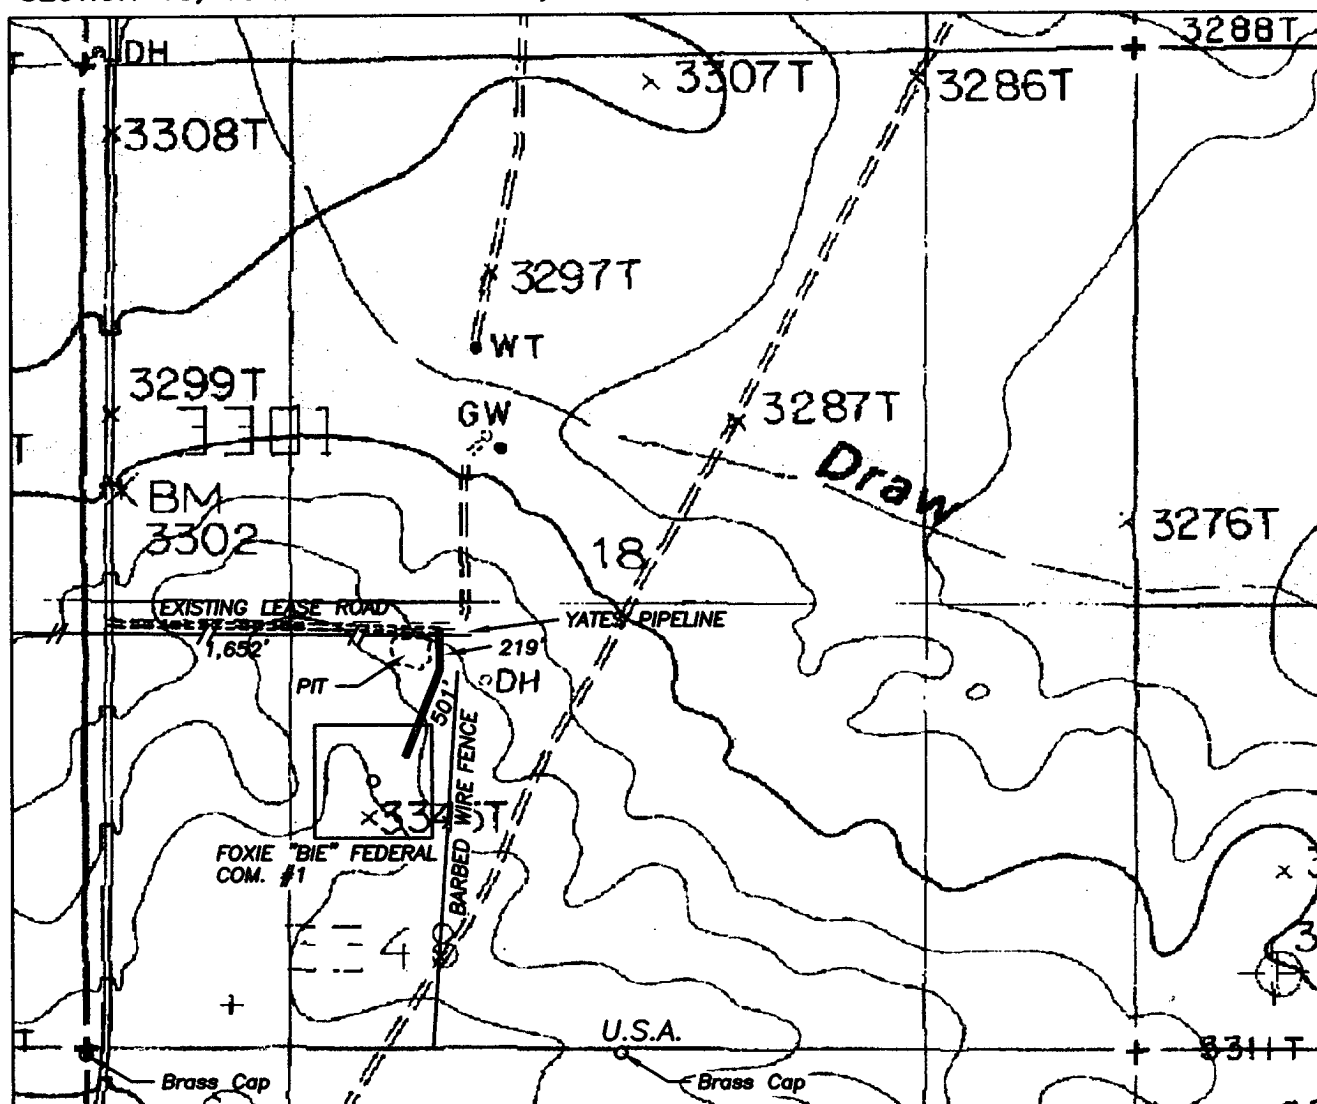 3288T
DH
3307T
3286T
3308T
3297T
WT
3299T
3301
GW
3287T
T
Draw
BM
3302
3276T
18
EXISTING LEASE ROAD
YATES PIPELINE
1,652'
219'
PIT
DH
501'
BARBED WIRE FENCE
FOXIE "BIE" FEDERAL
COM. #1
U.S.A.
3311T
Brass Cap
Brass Cap